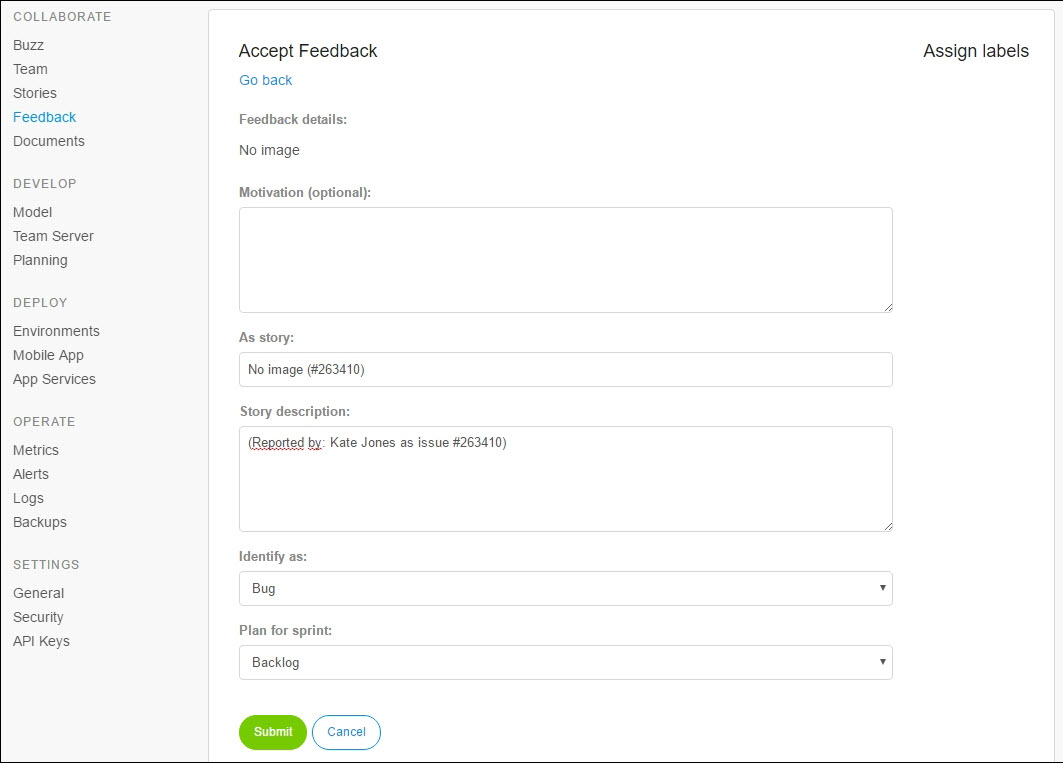 COLLABORATE
Buzz
Team
Stories
Feedback
Documents
DEVELOP
Model
Team Server
Planning
DEPLOY
Environments
Mobile App
App Services
OPERATE
Metrics
Alerts
Logs
Backups
SETTINGS
General
Security
API Keys
Accept Feedback
Go back
Feedback details:
No image
Motivation (optional):
As story:
No image (#263410)
Story description:
(Reported by: Kate Jones as issue #263410)
Identify as:
Bug
Plan for sprint:
Backlog
Submit Cancel
Assign labels